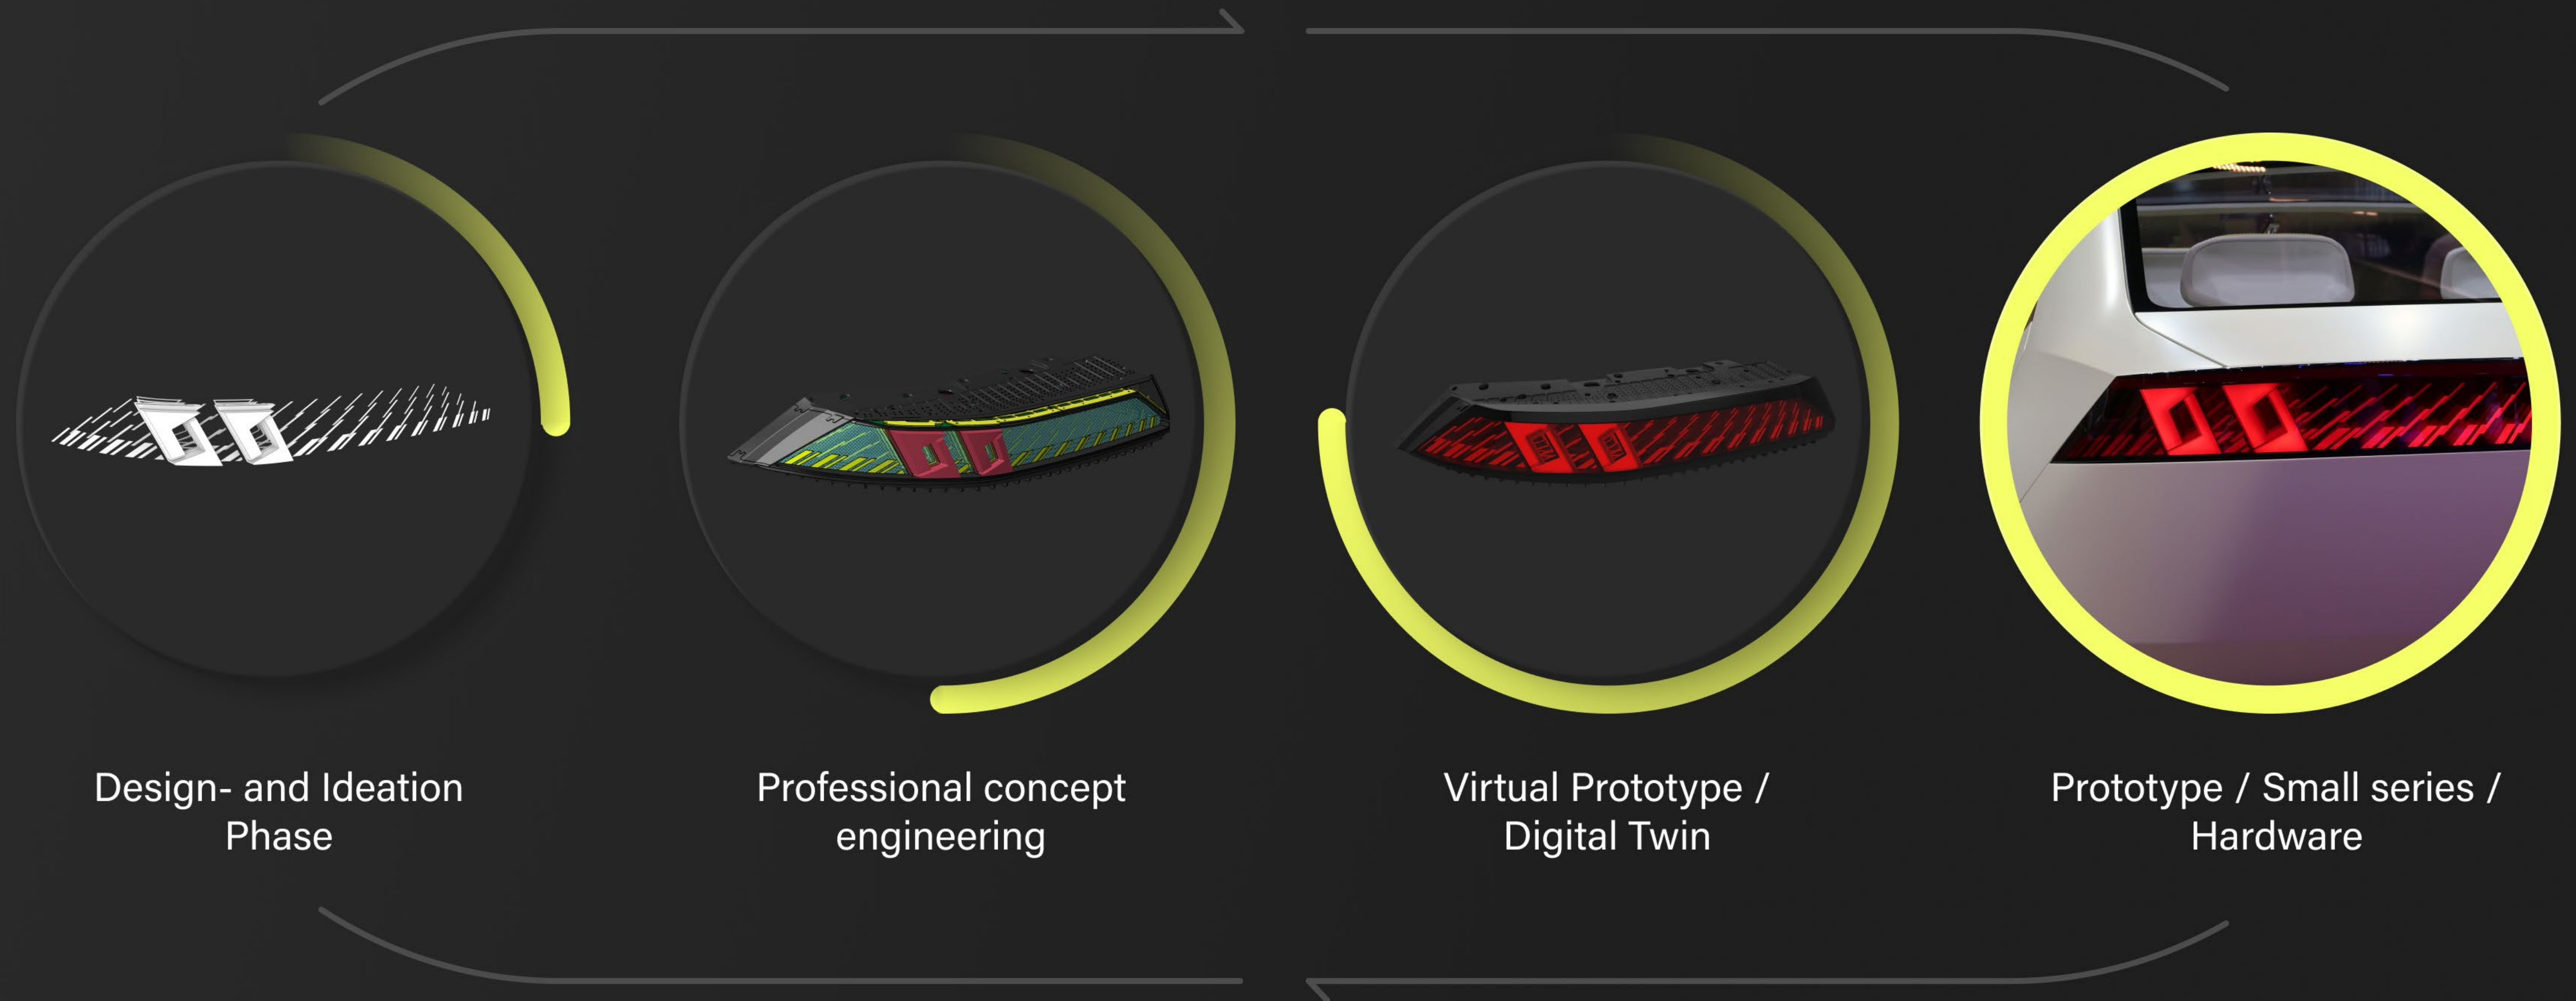 Design- and Ideation
Phase
Professional concept
engineering
Virtual Prototype /
Digital Twin
Prototype / Small series /
Hardware